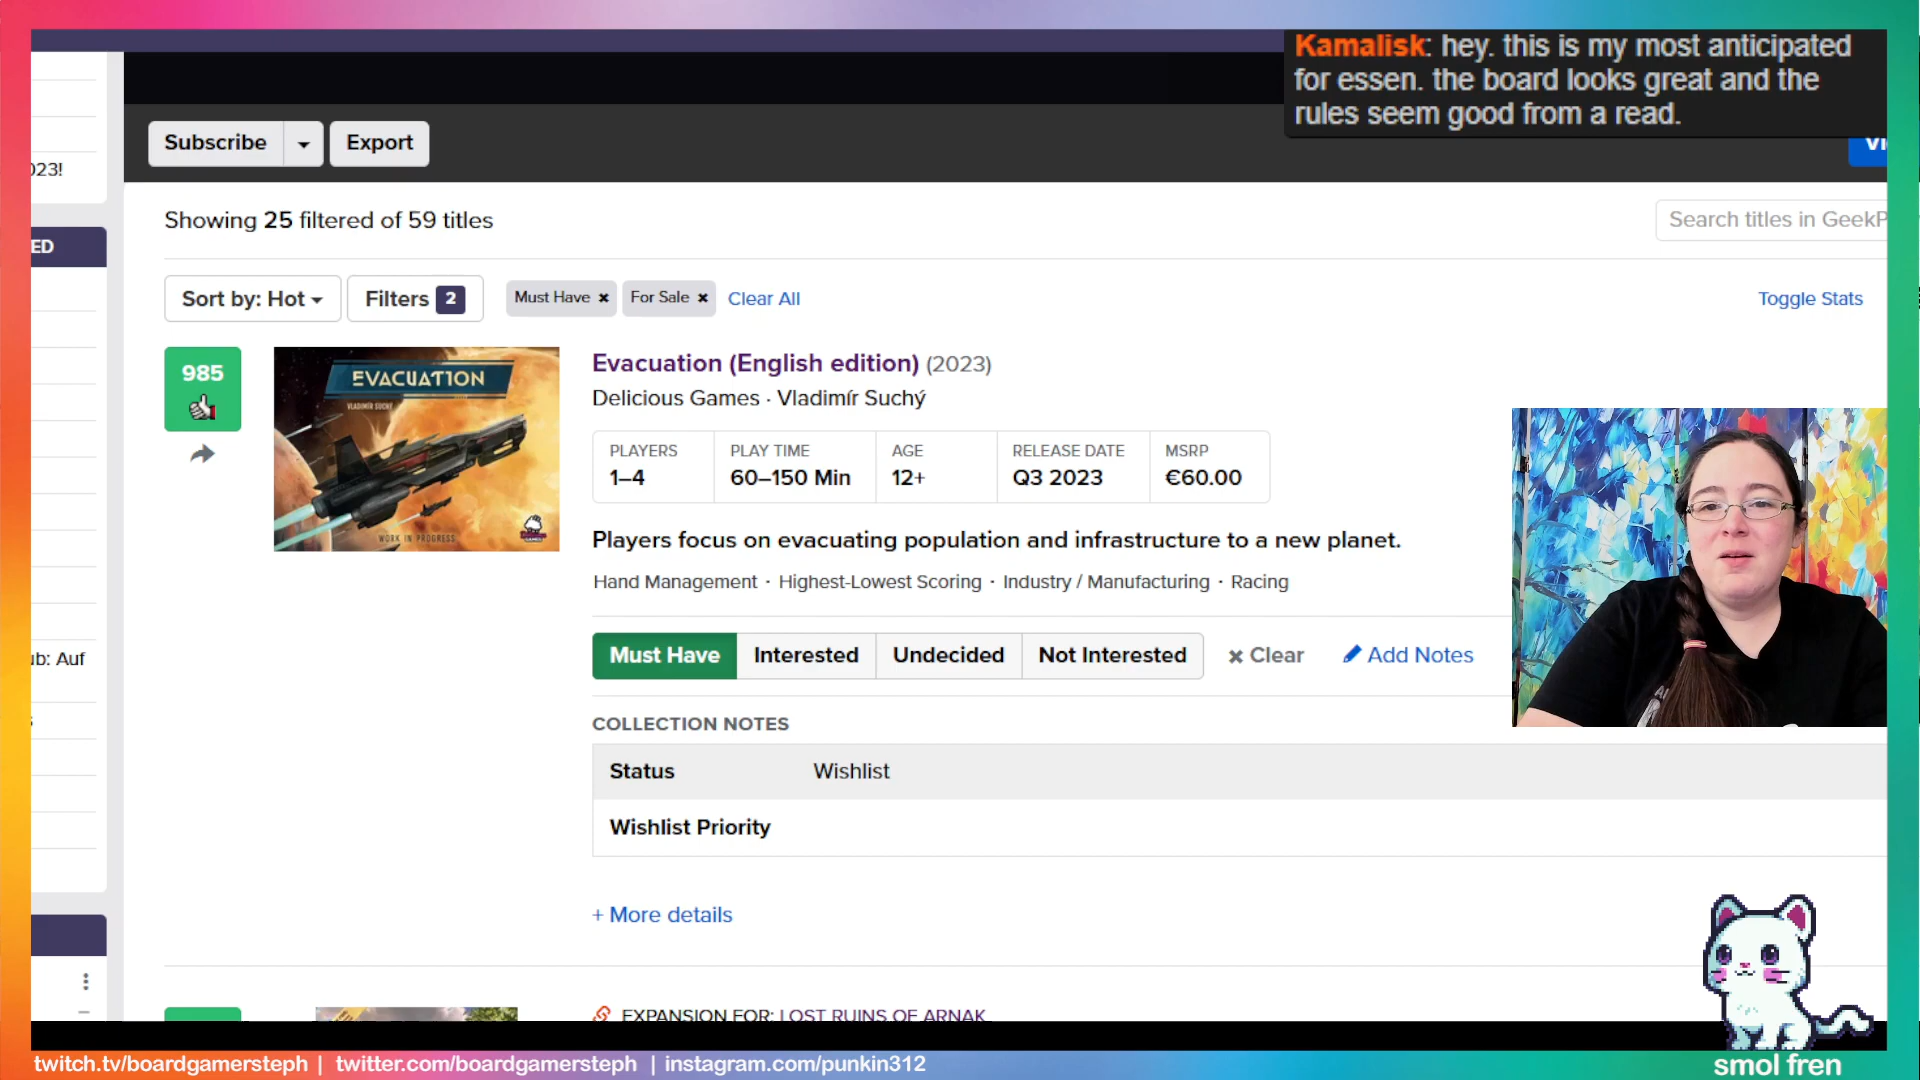 Kamalisk: hey. this is my most anticipated
for essen. the board looks great and the
rules seem good from a read.
Subscribe
Export
023!
Showing 25 filtered of 59 titles
Search titles in GeekP
ED
Sort by: Hot
Filters 2
Must Have ×
For Sale ×
Clear All
Toggle Stats
985
EVACUATION
VLADIMÍR SUCHÝ
WORK IN PROGRESS
Evacuation (English edition) (2023)
Delicious Games · Vladimír Suchý
PLAYERS
1–4
PLAY TIME
60–150 Min
AGE
12+
RELEASE DATE
Q3 2023
MSRP
€60.00
Players focus on evacuating population and infrastructure to a new planet.
Hand Management · Highest-Lowest Scoring · Industry / Manufacturing · Racing
Must Have
Interested
Undecided
Not Interested
× Clear
Add Notes
ub: Auf
COLLECTION NOTES
Status Wishlist
Wishlist Priority
+ More details
EXPANSION FOR: LOST RUINS OF ARNAK
twitch.tv/boardgamersteph | twitter.com/boardgamersteph | instagram.com/punkin312
smol fren